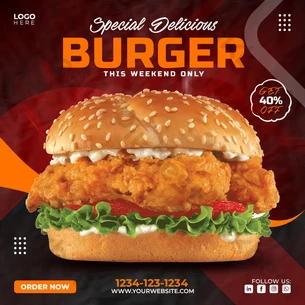 LOGO
HERE
Special Delicious
BURGER
THIS WEEKEND ONLY
GET
40%
OFF
ORDER NOW
1234-123-1234
WWW.YOURWEBSITE.COM
FOLLOW US: